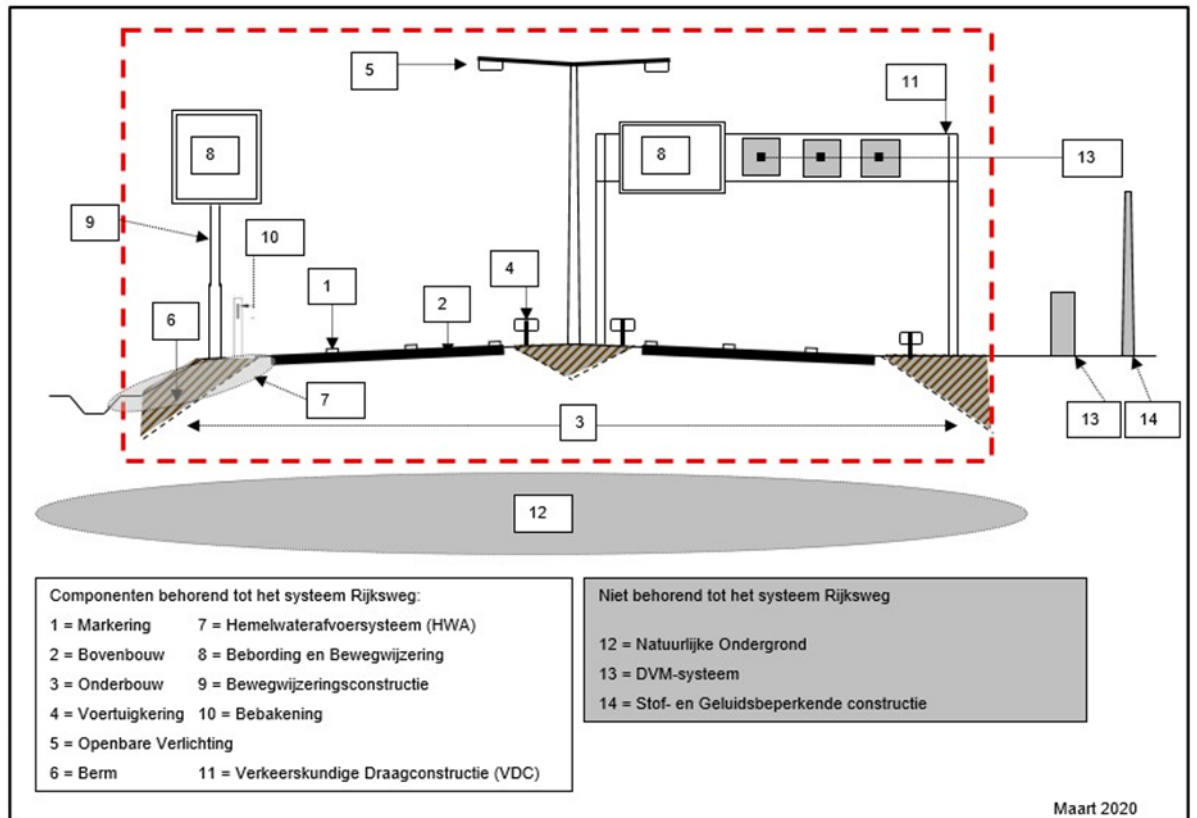 5
11
8
8
13
9
10
4
1
2
6
7
3
13
14
12
Componenten behorend tot het systeem Rijksweg:
1 = Markering 7 = Hemelwaterafvoersysteem (HWA)
2 = Bovenbouw 8 = Bebording en Bewegwijzering
3 = Onderbouw 9 = Bewegwijzeringsconstructie
4 = Voertuigkering 10 = Bebakening
5 = Openbare Verlichting
6 = Berm 11 = Verkeerskundige Draagconstructie (VDC)
Niet behorend tot het systeem Rijksweg
12 = Natuurlijke Ondergrond
13 = DVM-systeem
14 = Stof- en Geluidsbeperkende constructie
Maart 2020